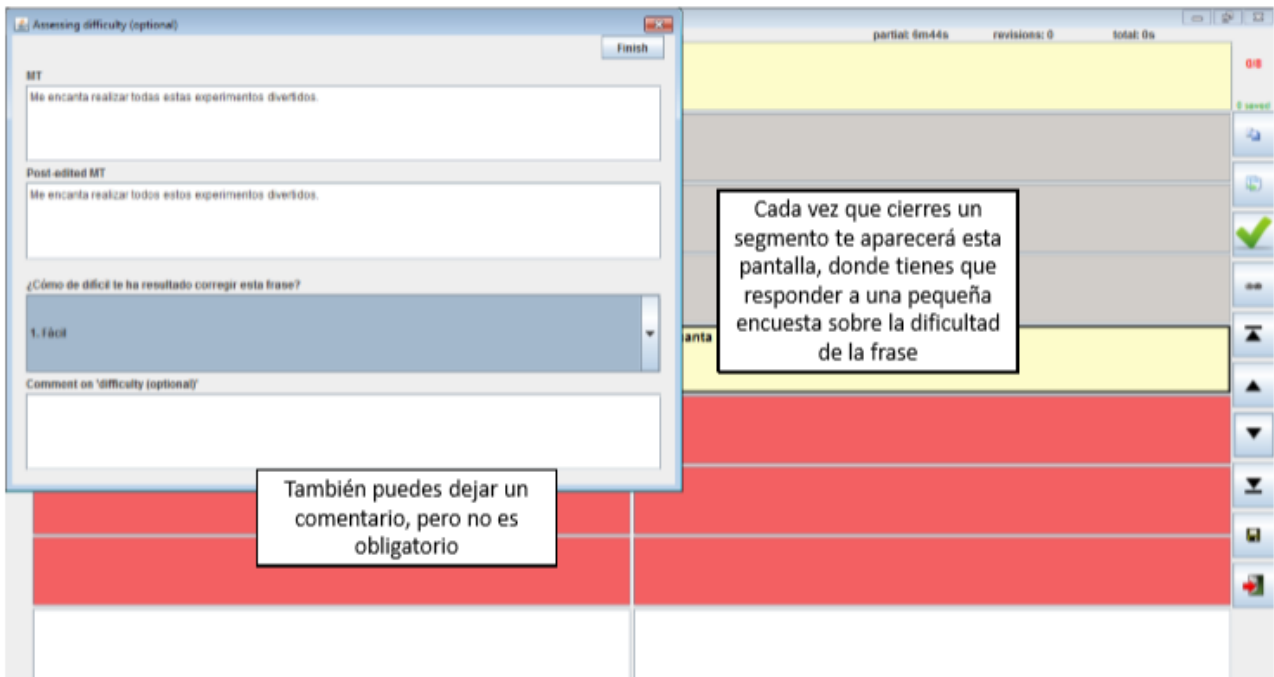 Assessing difficulty (optional)
Finish
MT
Me encanta realizar todas estas experimentos divertidos.
Post-edited MT
Me encanta realizar todos estos experimentos divertidos.
¿Cómo de difícil te ha resultado corregir esta frase?
1. Fácil
Comment on 'difficulty (optional)'
partial: 6m44s revisions: 0 total: 0s
0/8
0 saved
anta
Cada vez que cierres un
segmento te aparecerá esta
pantalla, donde tienes que
responder a una pequeña
encuesta sobre la dificultad
de la frase
También puedes dejar un
comentario, pero no es
obligatorio